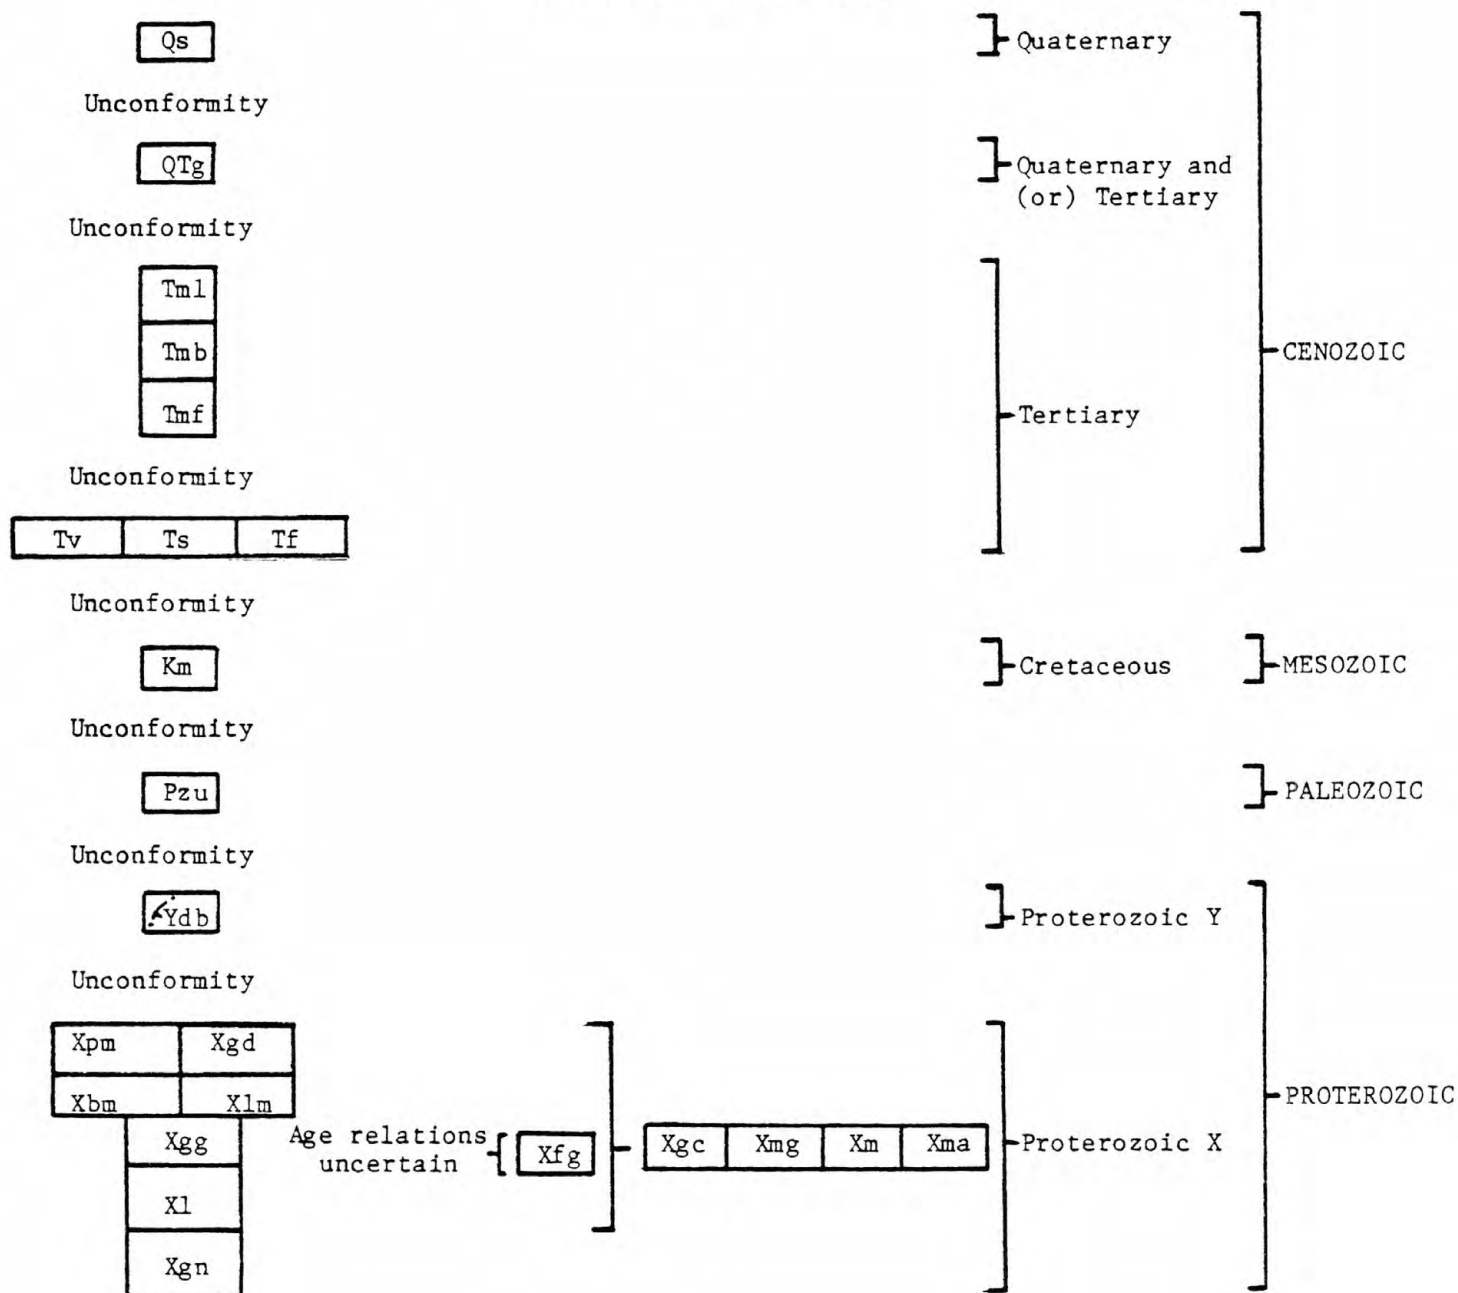 Qs
Quaternary
Unconformity
QTg
Quaternary and
(or) Tertiary
Unconformity
Tml
Tmb
CENOZOIC
Tmf
Tertiary
Unconformity
Tv Ts Tf
Unconformity
Km
Cretaceous
MESOZOIC
Unconformity
Pzu
PALEOZOIC
Unconformity
Ydb
Proterozoic Y
Unconformity
Xpm Xgd
Xbm Xlm
PROTEROZOIC
Xgg
Age relations
uncertain
Xfg
Xgc Xmg Xm Xma
Proterozoic X
Xl
Xgn